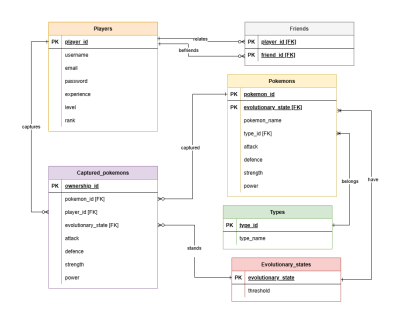 Players
PK player_id
username
email
password
experience
level
rank
relates
befriends
Friends
PK player_id [FK]
PK friend_id [FK]
Pokemons
PK pokemon_id
PK evolutionary_state [FK]
pokemon_name
type_id [FK]
attack
defence
strength
power
captures
captured
belongs
have
Captured_pokemons
PK ownership_id
pokemon_id [FK]
player_id [FK]
evolutionary_state [FK]
attack
defence
strength
power
stands
Types
PK type_id
type_name
Evolutionary_states
PK evolutionary_state
threshold